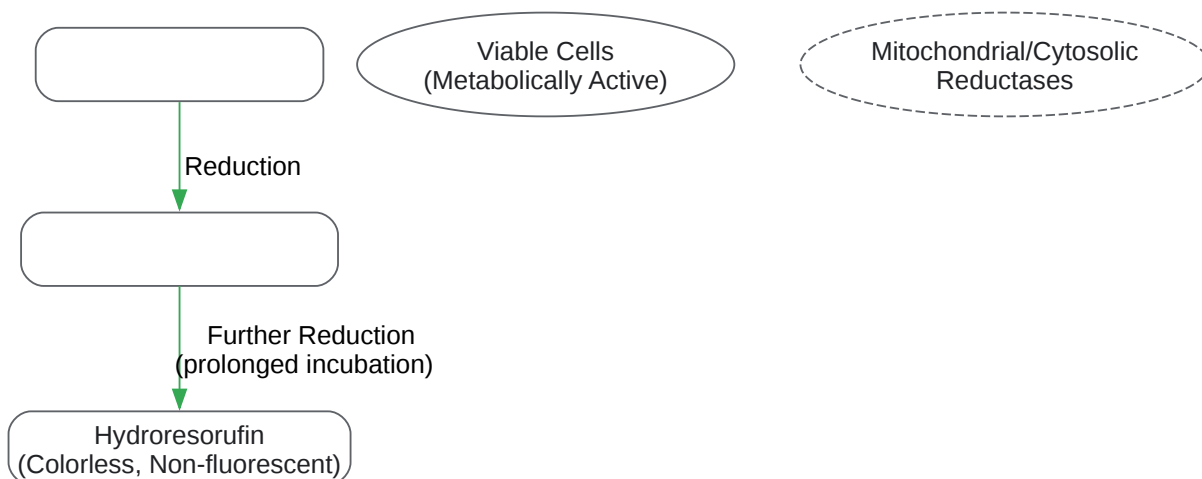 Viable Cells
(Metabolically Active)
Mitochondrial/Cytosolic
Reductases
Reduction
Further Reduction
(prolonged incubation)
Hydroresorufin
(Colorless, Non-fluorescent)